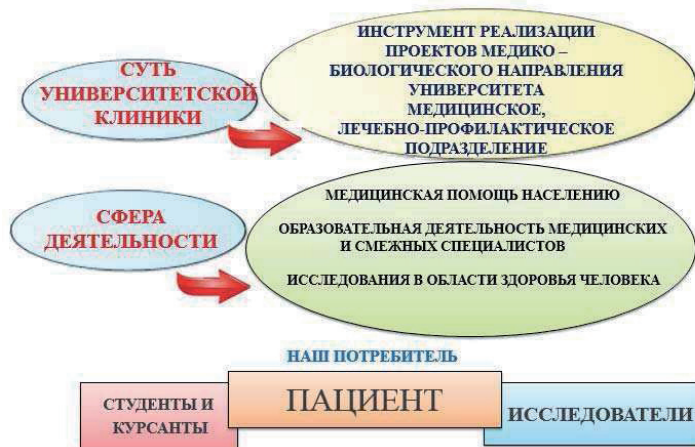 СУТЬ
УНИВЕРСИТЕТСКОЙ
КЛИНИКИ
ИНСТРУМЕНТ РЕАЛИЗАЦИИ
ПРОЕКТОВ МЕДИКО –
БИОЛОГИЧЕСКОГО НАПРАВЛЕНИЯ
УНИВЕРСИТЕТА
МЕДИЦИНСКОЕ,
ЛЕЧЕБНО-ПРОФИЛАКТИЧЕСКОЕ
ПОДРАЗДЕЛЕНИЕ
СФЕРА
ДЕЯТЕЛЬНОСТИ
МЕДИЦИНСКАЯ ПОМОЩЬ НАСЕЛЕНИЮ
ОБРАЗОВАТЕЛЬНАЯ ДЕЯТЕЛЬНОСТЬ МЕДИЦИНСКИХ
И СМЕЖНЫХ СПЕЦИАЛИСТОВ
ИССЛЕДОВАНИЯ В ОБЛАСТИ ЗДОРОВЬЯ ЧЕЛОВЕКА
НАШ ПОТРЕБИТЕЛЬ
СТУДЕНТЫ И
КУРСАНТЫ
ПАЦИЕНТ
ИССЛЕДОВАТЕЛИ